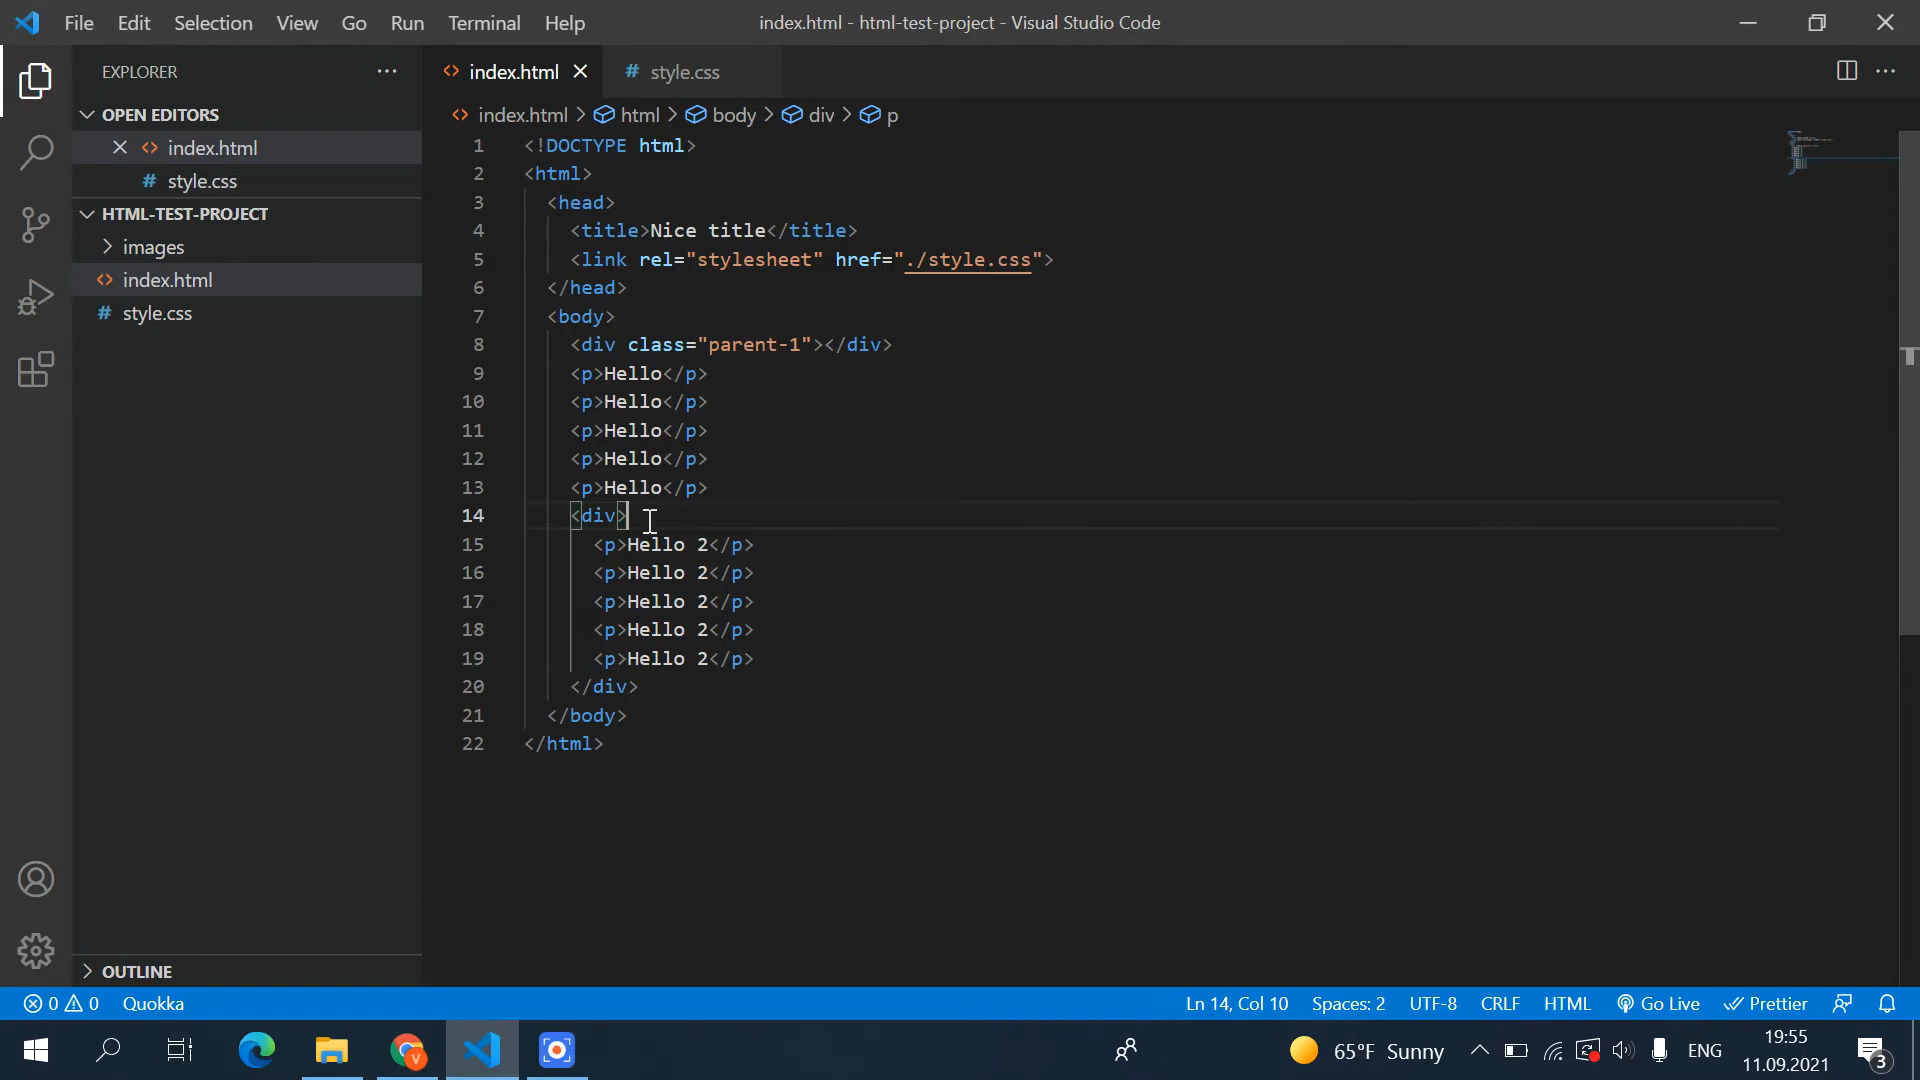 File Edit Selection View Go Run Terminal Help index.html - html-test-project - Visual Studio Code
EXPLORER
index.html
# style.css
OPEN EDITORS
index.html
# style.css
HTML-TEST-PROJECT
images
index.html
# style.css
OUTLINE
index.html > html > body > div > p
1 <!DOCTYPE html>
2 <html>
3 <head>
4 <title>Nice title</title>
5 <link rel="stylesheet" href="./style.css">
6 </head>
7 <body>
8 <div class="parent-1"></div>
9 <p>Hello</p>
10 <p>Hello</p>
11 <p>Hello</p>
12 <p>Hello</p>
13 <p>Hello</p>
14 <div>
15 <p>Hello 2</p>
16 <p>Hello 2</p>
17 <p>Hello 2</p>
18 <p>Hello 2</p>
19 <p>Hello 2</p>
20 </div>
21 </body>
22 </html>
0 0 Quokka Ln 14, Col 10 Spaces: 2 UTF-8 CRLF HTML Go Live Prettier
V 65°F Sunny ENG 19:55
11.09.2021
3